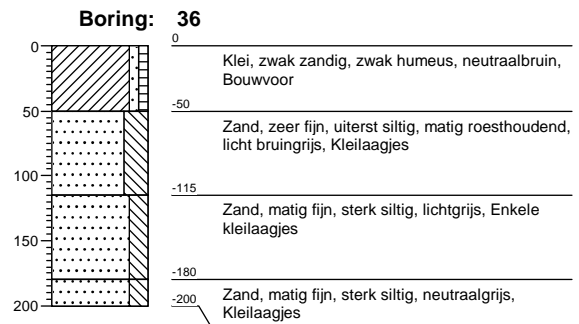 Boring: 36
0
0
Klei, zwak zandig, zwak humeus, neutraalbruin,
Bouwvoor
50
-50
Zand, zeer fijn, uiterst siltig, matig roesthoudend,
licht bruingrijs, Kleilaagjes
100
-115
Zand, matig fijn, sterk siltig, lichtgrijs, Enkele
kleilaagjes
150
-180
Zand, matig fijn, sterk siltig, neutraalgrijs,
Kleilaagjes
200
-200